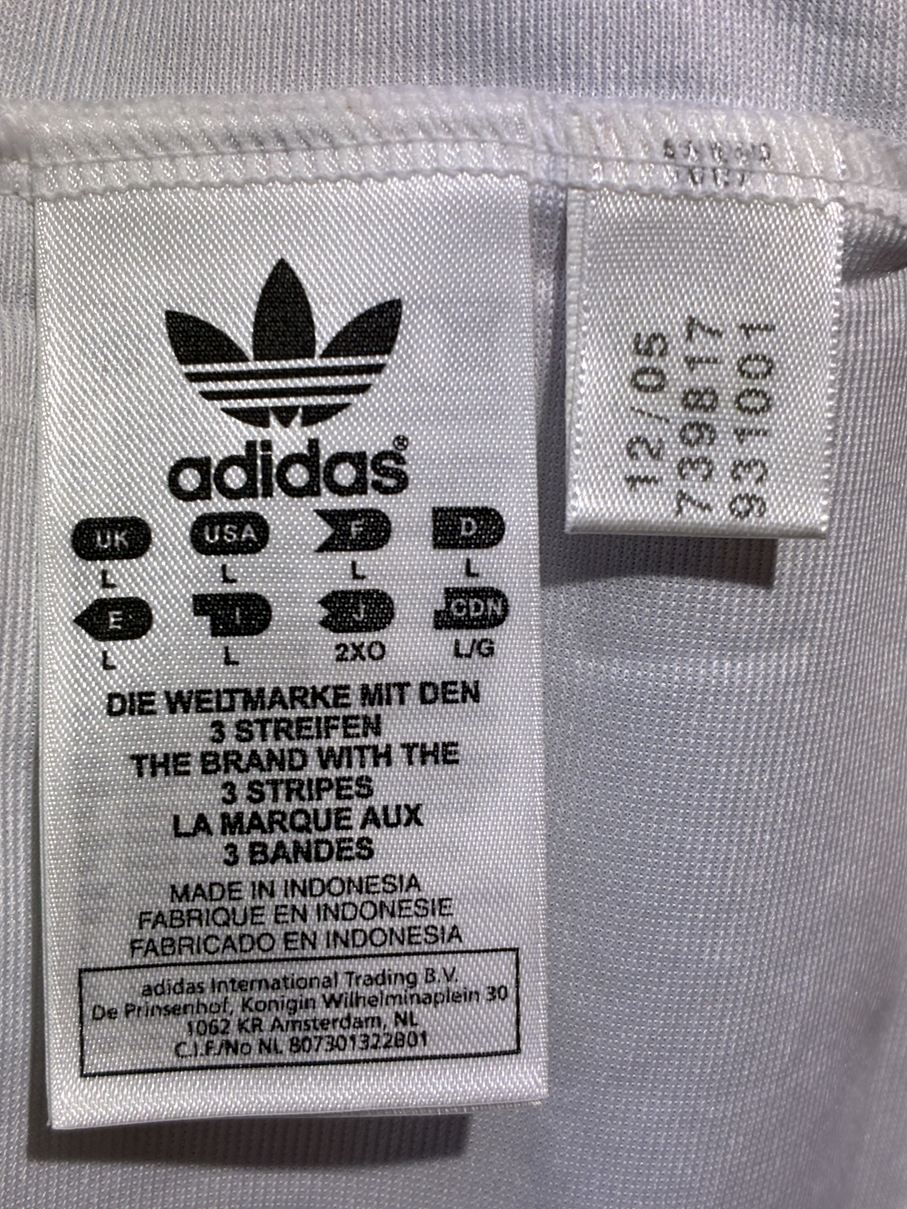 adidas®
UK USA F D
L L L L
E I J CDN
L L 2XO L/G
DIE WELTMARKE MIT DEN
3 STREIFEN
THE BRAND WITH THE
3 STRIPES
LA MARQUE AUX
3 BANDES
MADE IN INDONESIA
FABRIQUE EN INDONESIE
FABRICADO EN INDONESIA
adidas International Trading B.V.
De Prinsenhof, Konigin Wilhelminaplein 30
1062 KR Amsterdam, NL
C.I.F./No NL 807301322B01
12/05
739817
931001